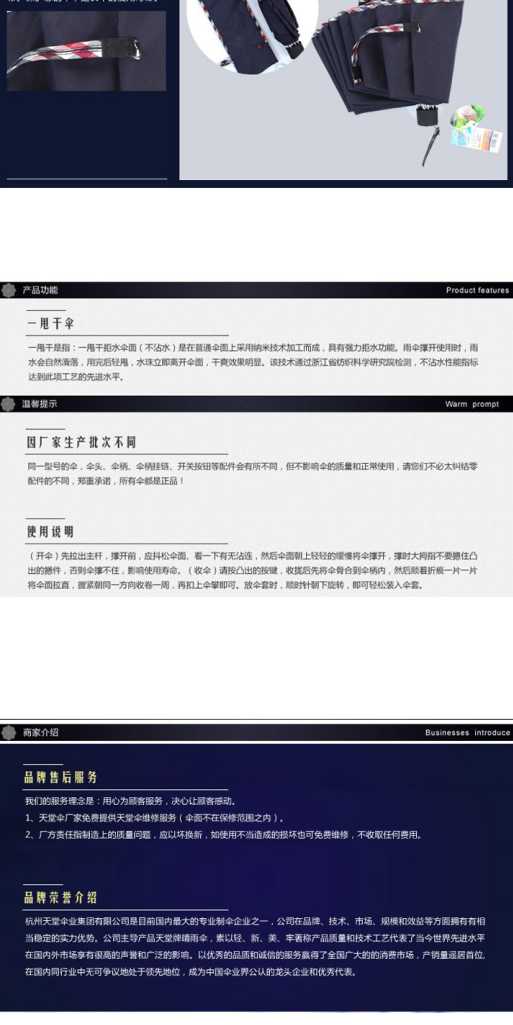 产品功能
Product features
一甩干伞
一甩干是指：一甩干拒水伞面（不沾水）是在普通伞面上采用纳米技术加工而成，具有强力拒水功能。雨伞撑开使用时，雨
水会自然滴落，用完后轻甩，水珠立即离开伞面，干爽效果明显。该技术通过浙江省纺织科学研究院检测，不沾水性能指标
达到此项工艺的先进水平。
温馨提示
Warm prompt
因厂家生产批次不同
同一型号的伞，伞头、伞柄、伞柄挂链、开关按钮等配件会有所不同，但不影响伞的质量和正常使用，请您们不必太纠结零
配件的不同，郑重承诺，所有伞都是正品！
使用说明
（开伞）先拉出主杆，撑开前，应抖松伞面、看一下有无沾连，然后伞面朝上轻轻的缓慢将伞撑开，撑时大拇指不要摁住凸
出的摁件，否则伞撑不住，影响使用寿命。（收伞）请按凸出的按键，收拢后先将伞骨合到伞柄内，然后顺着折痕一片一片
将伞面拉直，握紧朝同一方向收卷一周，再扣上伞攀即可。放伞套时，顺时针朝下旋转，即可轻松装入伞套。
商家介绍
Businesses introduce
品牌售后服务
我们的服务理念是：用心为顾客服务，决心让顾客感动。
1、天堂伞厂家免费提供天堂伞维修服务（伞面不在保修范围之内）。
2、厂方责任指制造上的质量问题，应以坏换新，如使用不当造成的损坏也可免费维修，不收取任何费用。
品牌荣誉介绍
杭州天堂伞业集团有限公司是目前国内最大的专业制伞企业之一，公司在品牌、技术、市场、规模和效益等方面拥有有相
当稳定的实力优势。公司主导产品天堂牌晴雨伞，素以轻、新、美、牢著称产品质量和技术工艺代表了当今世界先进水平
在国内外市场享有很高的声誉和广泛的影响。以优秀的品质和诚信的服务赢得了全国广大的的消费市场，产销量逐居首位,
在国内同行业中无可争议地处于领先地位，成为中国伞业界公认的龙头企业和优秀代表。